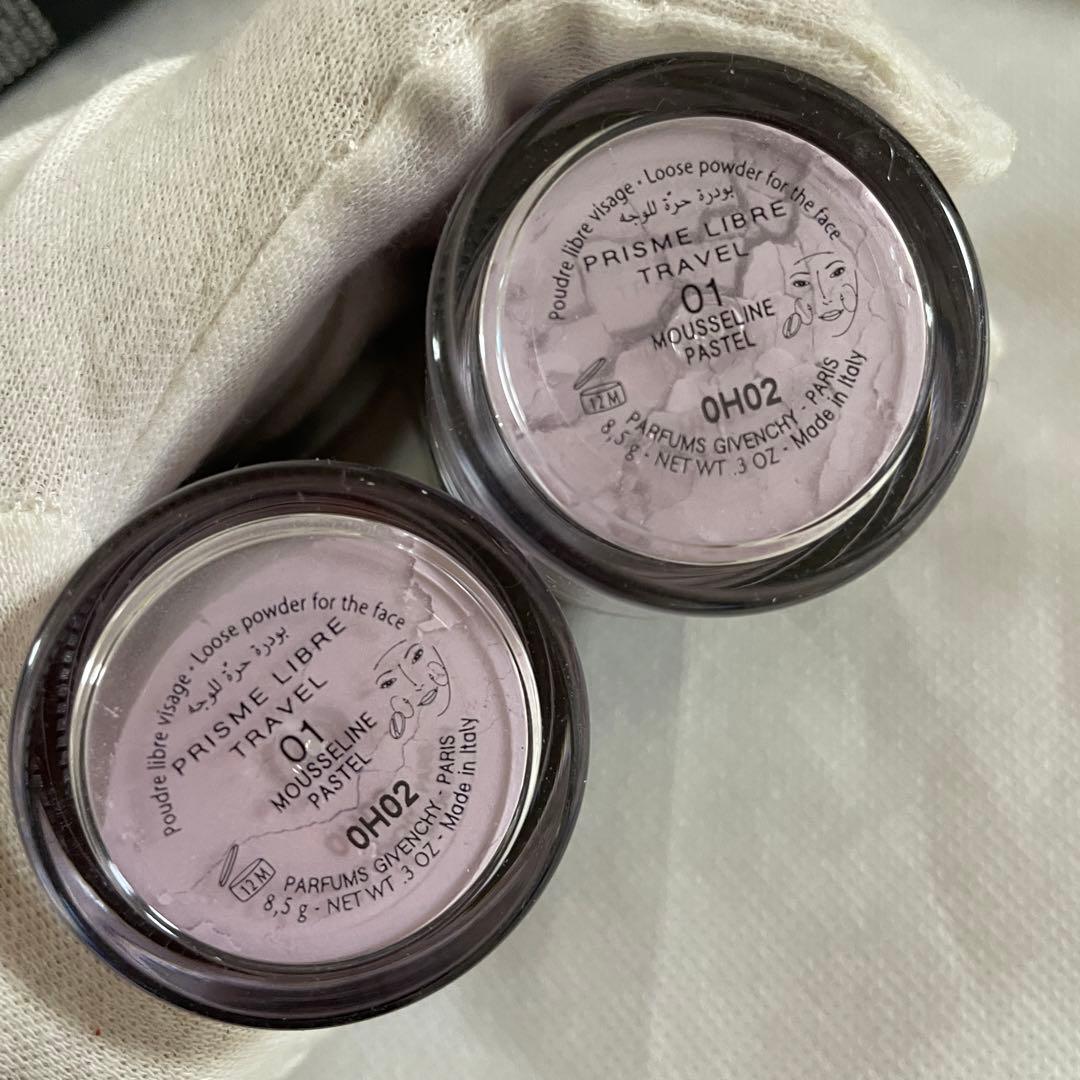 Poudre libre visage · Loose powder for the face
بودرة حرّة للوجه
PRISME LIBRE
TRAVEL
01
MOUSSELINE
PASTEL
12M
0H02
PARFUMS GIVENCHY - PARIS
8,5 g - NET WT .3 OZ - Made in Italy
Poudre libre visage · Loose powder for the face
بودرة حرّة للوجه
PRISME LIBRE
TRAVEL
01
MOUSSELINE
PASTEL
0H02
12M
PARFUMS GIVENCHY - PARIS
8,5 g - NET WT .3 OZ - Made in Italy